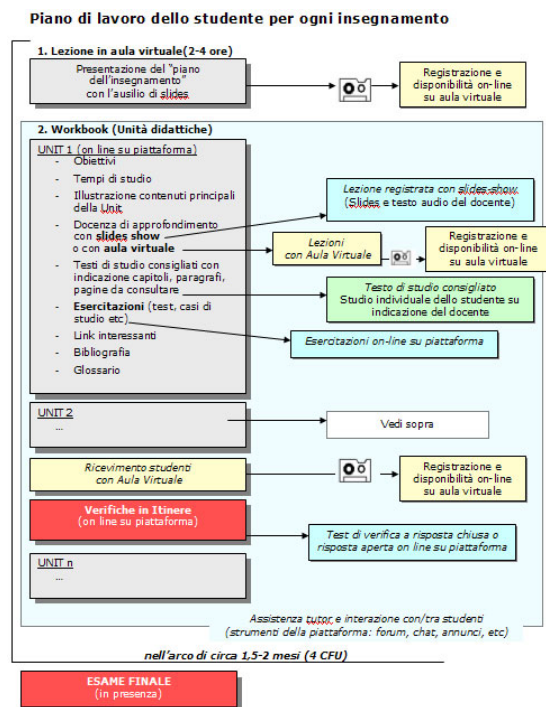 Piano di lavoro dello studente per ogni insegnamento
1. Lezione in aula virtuale(2-4 ore)
Presentazione del "piano
dell'insegnamento"
con l'ausilio di slides
Registrazione e
disponibilità on-line
su aula virtuale
2. Workbook (Unità didattiche)
UNIT 1 (on line su piattaforma)
- Obiettivi
- Tempi di studio
- Illustrazione contenuti principali
della Unit
- Docenza di approfondimento
con slides show
o con aula virtuale
- Testi di studio consigliati con
indicazione capitoli, paragrafi,
pagine da consultare
- Esercitazioni (test, casi di
studio etc)
- Link interessanti
- Bibliografia
- Glossario
Lezione registrata con slides-show
(Slides e testo audio del docente)
Lezioni
con Aula Virtuale
Registrazione e
disponibilità on-line
su aula virtuale
Testo di studio consigliato
Studio individuale dello studente su
indicazione del docente
Esercitazioni on-line su piattaforma
UNIT 2
...
Vedi sopra
Ricevimento studenti
con Aula Virtuale
Registrazione e
disponibilità on-line
su aula virtuale
Verifiche in Itinere
(on line su piattaforma)
Test di verifica a risposta chiusa o
risposta aperta on line su piattaforma
UNIT n
...
Assistenza tutor e interazione con/tra studenti
(strumenti della piattaforma: forum, chat, annunci, etc)
nell'arco di circa 1,5-2 mesi (4 CFU)
ESAME FINALE
(in presenza)